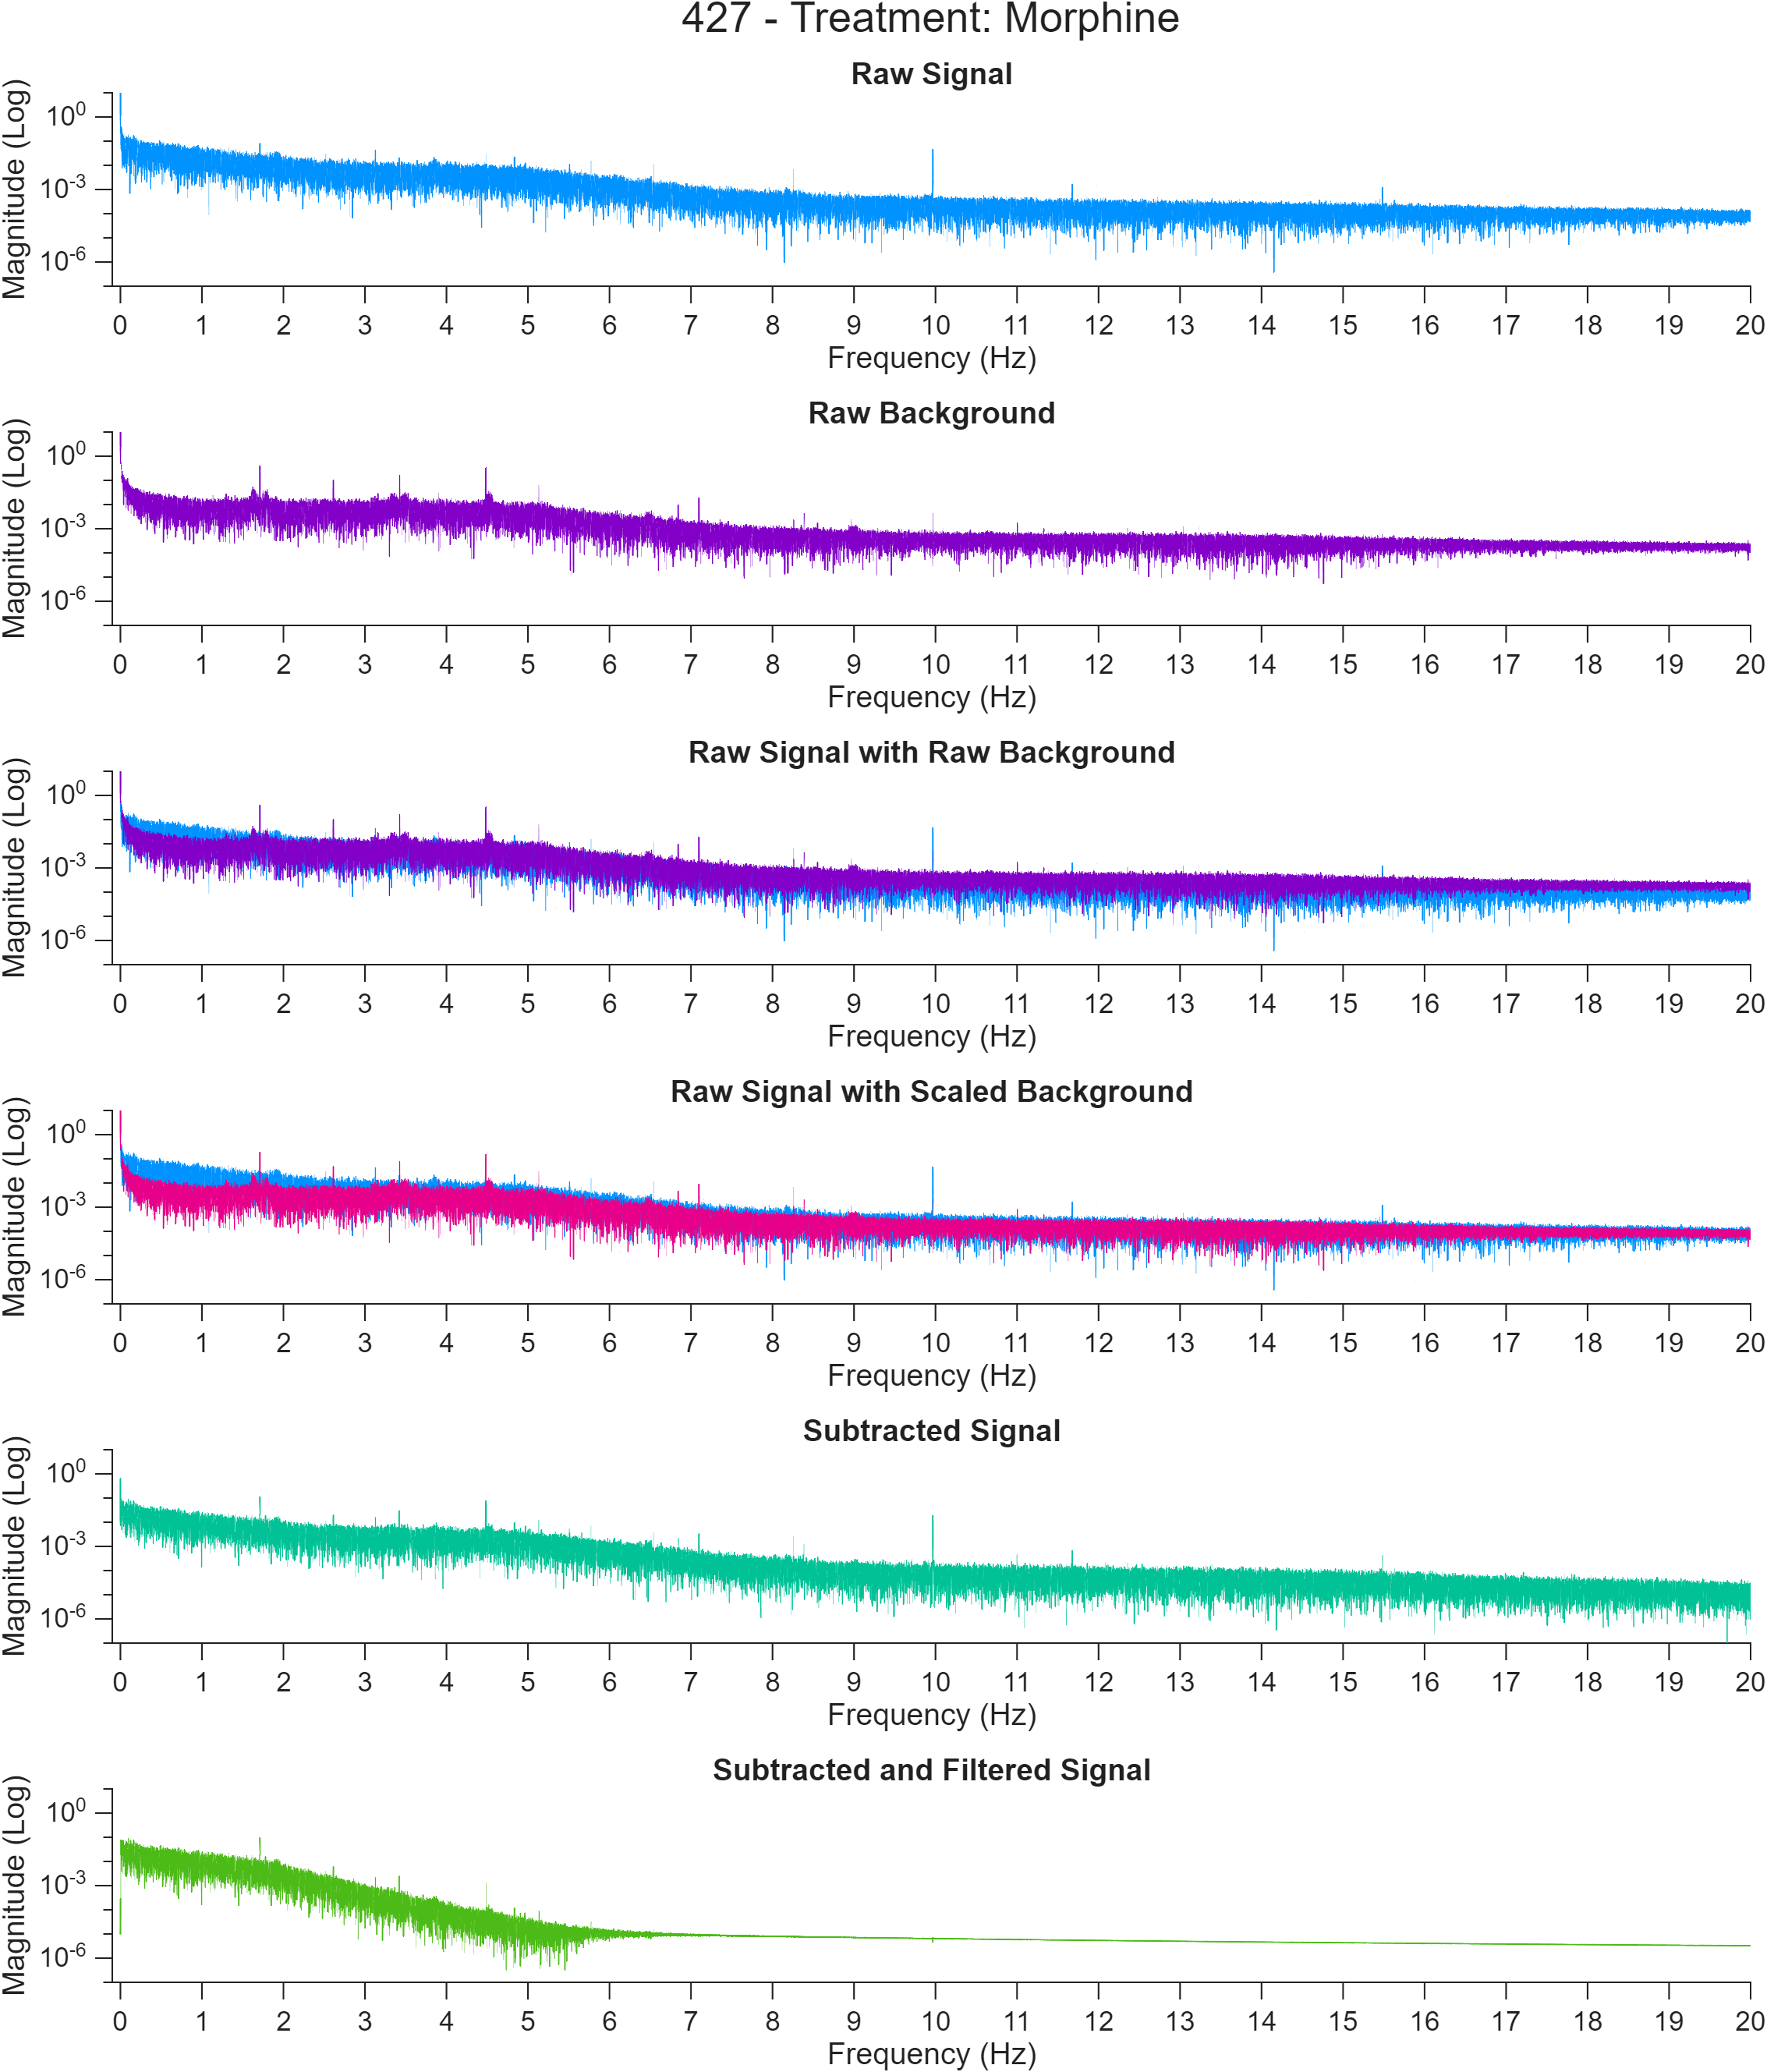 427 - Treatment: Morphine
Raw Signal
Magnitude (Log)
10^0
10^-3
10^-6
0 1 2 3 4 5 6 7 8 9 10 11 12 13 14 15 16 17 18 19 20
Frequency (Hz)
Raw Background
Magnitude (Log)
10^0
10^-3
10^-6
0 1 2 3 4 5 6 7 8 9 10 11 12 13 14 15 16 17 18 19 20
Frequency (Hz)
Raw Signal with Raw Background
Magnitude (Log)
10^0
10^-3
10^-6
0 1 2 3 4 5 6 7 8 9 10 11 12 13 14 15 16 17 18 19 20
Frequency (Hz)
Raw Signal with Scaled Background
Magnitude (Log)
10^0
10^-3
10^-6
0 1 2 3 4 5 6 7 8 9 10 11 12 13 14 15 16 17 18 19 20
Frequency (Hz)
Subtracted Signal
Magnitude (Log)
10^0
10^-3
10^-6
0 1 2 3 4 5 6 7 8 9 10 11 12 13 14 15 16 17 18 19 20
Frequency (Hz)
Subtracted and Filtered Signal
Magnitude (Log)
10^0
10^-3
10^-6
0 1 2 3 4 5 6 7 8 9 10 11 12 13 14 15 16 17 18 19 20
Frequency (Hz)